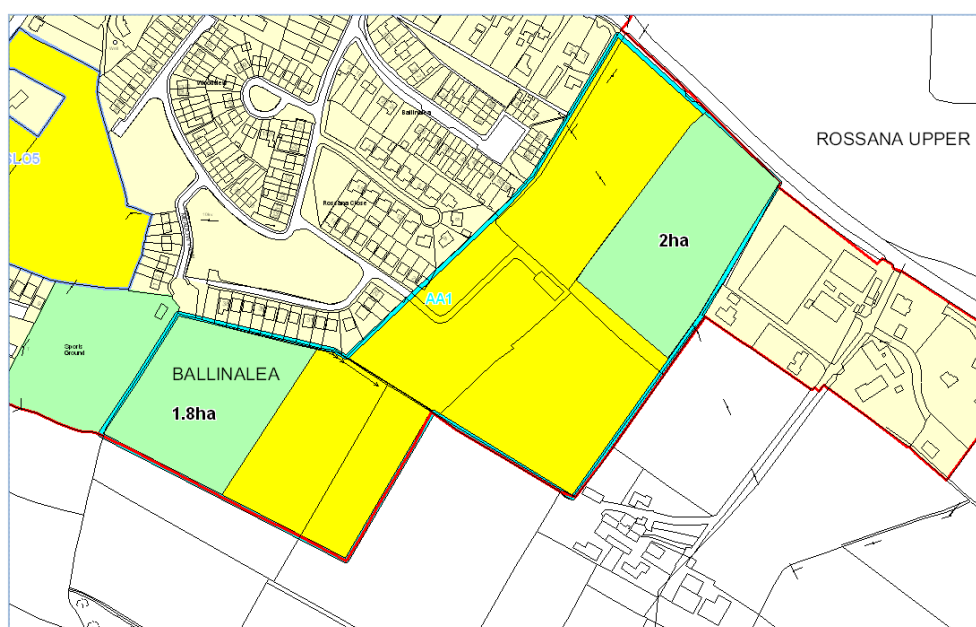 ROSSANA UPPER
Ballinalea
SLO5
Rossana Close
2ha
AA1
Sports
Ground
BALLINALEA
1.8ha